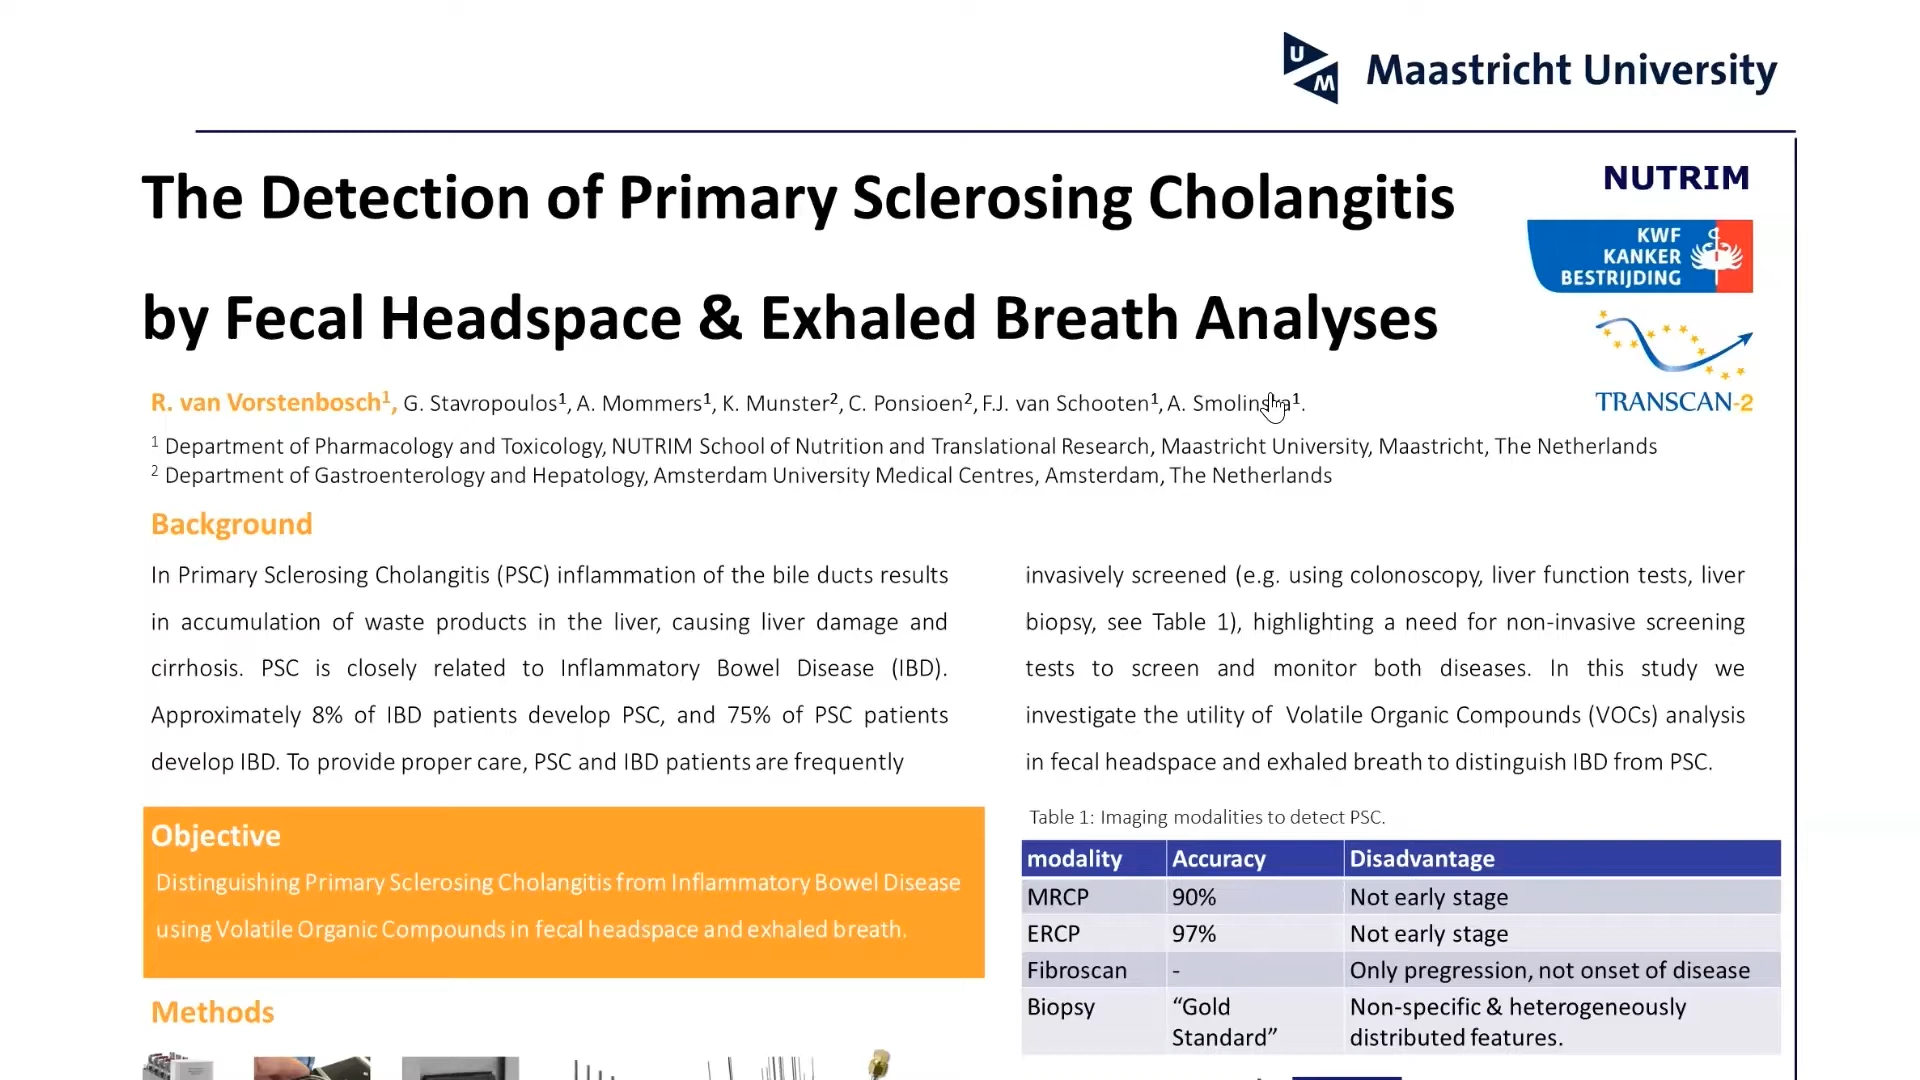 U
M
Maastricht University
The Detection of Primary Sclerosing Cholangitis
by Fecal Headspace & Exhaled Breath Analyses
NUTRIM
KWF
KANKER
BESTRIJDING
TRANSCAN-2
R. van Vorstenbosch¹, G. Stavropoulos¹, A. Mommers¹, K. Munster², C. Ponsioen², F.J. van Schooten¹, A. Smolinska¹.
¹ Department of Pharmacology and Toxicology, NUTRIM School of Nutrition and Translational Research, Maastricht University, Maastricht, The Netherlands
² Department of Gastroenterology and Hepatology, Amsterdam University Medical Centres, Amsterdam, The Netherlands
Background
In Primary Sclerosing Cholangitis (PSC) inflammation of the bile ducts results
in accumulation of waste products in the liver, causing liver damage and
cirrhosis. PSC is closely related to Inflammatory Bowel Disease (IBD).
Approximately 8% of IBD patients develop PSC, and 75% of PSC patients
develop IBD. To provide proper care, PSC and IBD patients are frequently
invasively screened (e.g. using colonoscopy, liver function tests, liver
biopsy, see Table 1), highlighting a need for non-invasive screening
tests to screen and monitor both diseases. In this study we
investigate the utility of Volatile Organic Compounds (VOCs) analysis
in fecal headspace and exhaled breath to distinguish IBD from PSC.
Objective
Distinguishing Primary Sclerosing Cholangitis from Inflammatory Bowel Disease
using Volatile Organic Compounds in fecal headspace and exhaled breath.
Table 1: Imaging modalities to detect PSC.
modality Accuracy Disadvantage
MRCP 90% Not early stage
ERCP 97% Not early stage
Fibroscan - Only pregression, not onset of disease
Biopsy “Gold Non-specific & heterogeneously
Standard” distributed features.
Methods